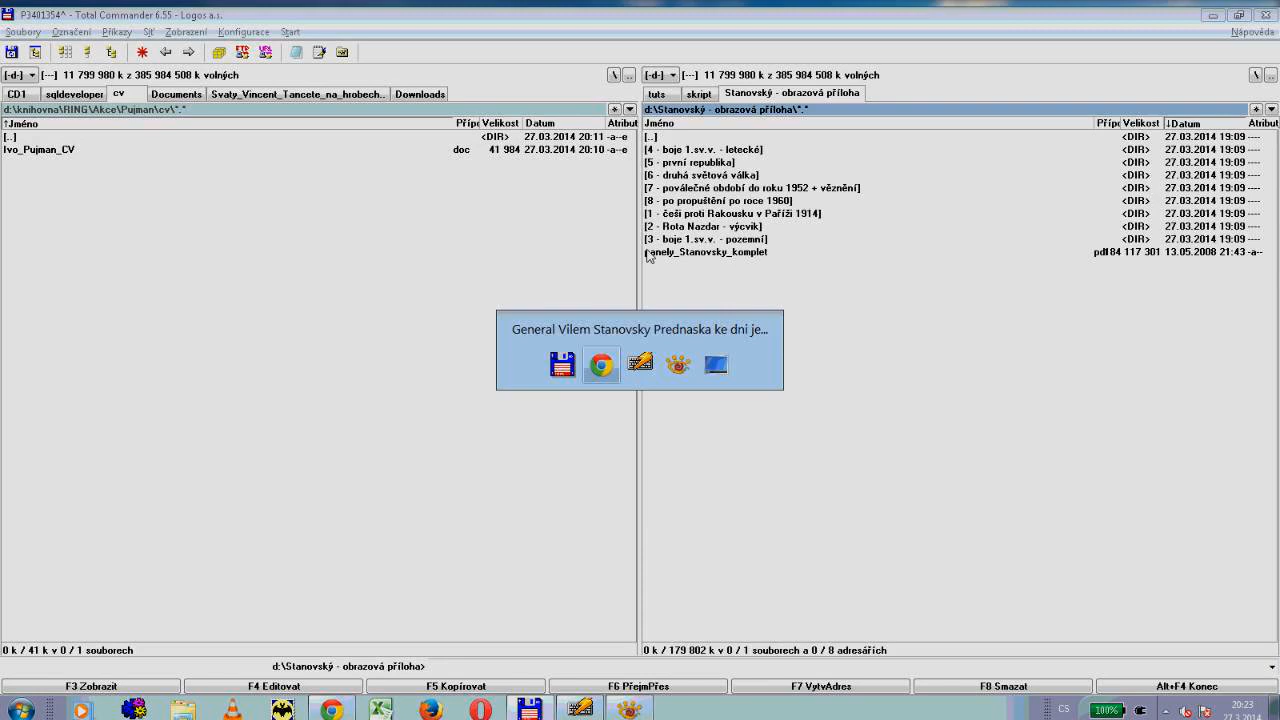 P3401354^ - Total Commander 6.55 - Logos a.s.
Soubory Označení Příkazy Síť Zobrazení Konfigurace Start Nápověda
[-d-] [---] 11 799 980 k z 385 984 508 k volných \ ..
[-d-] [---] 11 799 980 k z 385 984 508 k volných \ ..
CD1 sqldeveloper cv Documents Svaty_Vincent_Tancete_na_hrobech... Downloads
tuts skript Stanovský - obrazová příloha
d:\knihovna\RING\Akce\Pujman\cv\*.*
d:\Stanovský - obrazová příloha\*.*
↑Jméno Přípo Velikost Datum Atribut
[..] <DIR> 27.03.2014 20:11 -a--e
Ivo_Pujman_CV doc 41 984 27.03.2014 20:10 -a--e
Jméno Přípo Velikost ↓Datum Atribut
[..] <DIR> 27.03.2014 19:09 ----
[4 - boje 1.sv.v. - letecké] <DIR> 27.03.2014 19:09 ----
[5 - první republika] <DIR> 27.03.2014 19:09 ----
[6 - druhá světová válka] <DIR> 27.03.2014 19:09 ----
[7 - poválečné období do roku 1952 + věznění] <DIR> 27.03.2014 19:09 ----
[8 - po propuštění po roce 1960] <DIR> 27.03.2014 19:09 ----
[1 - češi proti Rakousku v Paříži 1914] <DIR> 27.03.2014 19:09 ----
[2 - Rota Nazdar - výcvik] <DIR> 27.03.2014 19:09 ----
[3 - boje 1.sv.v. - pozemní] <DIR> 27.03.2014 19:09 ----
panely_Stanovsky_komplet pdf 84 117 301 13.05.2008 21:43 -a--
General Vilem Stanovsky Prednaska ke dni je...
0 k / 41 k v 0 / 1 souborech
0 k / 179 802 k v 0 / 1 souborech a 0 / 8 adresářích
d:\Stanovský - obrazová příloha>
F3 Zobrazit F4 Editovat F5 Kopírovat F6 PřejmPřes F7 VytvAdres F8 Smazat Alt+F4 Konec
CS 100% 20:23
27.3.2014